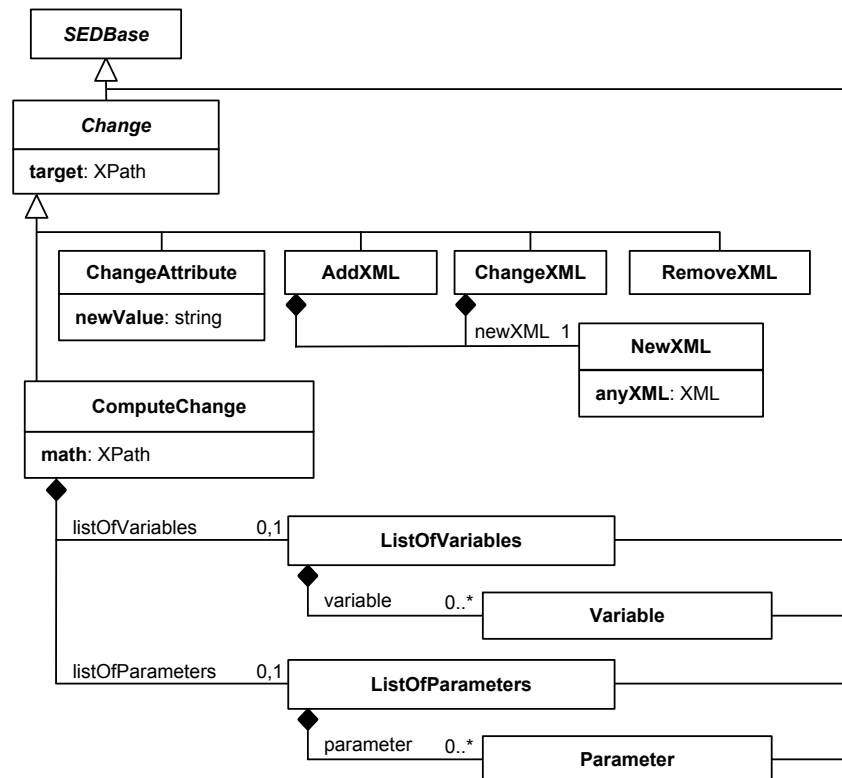 SEDBase
Change
target: XPath
ChangeAttribute
newValue: string
AddXML
ChangeXML
RemoveXML
newXML 1
NewXML
anyXML: XML
ComputeChange
math: XPath
listOfVariables 0,1
ListOfVariables
variable 0..*
Variable
listOfParameters 0,1
ListOfParameters
parameter 0..*
Parameter